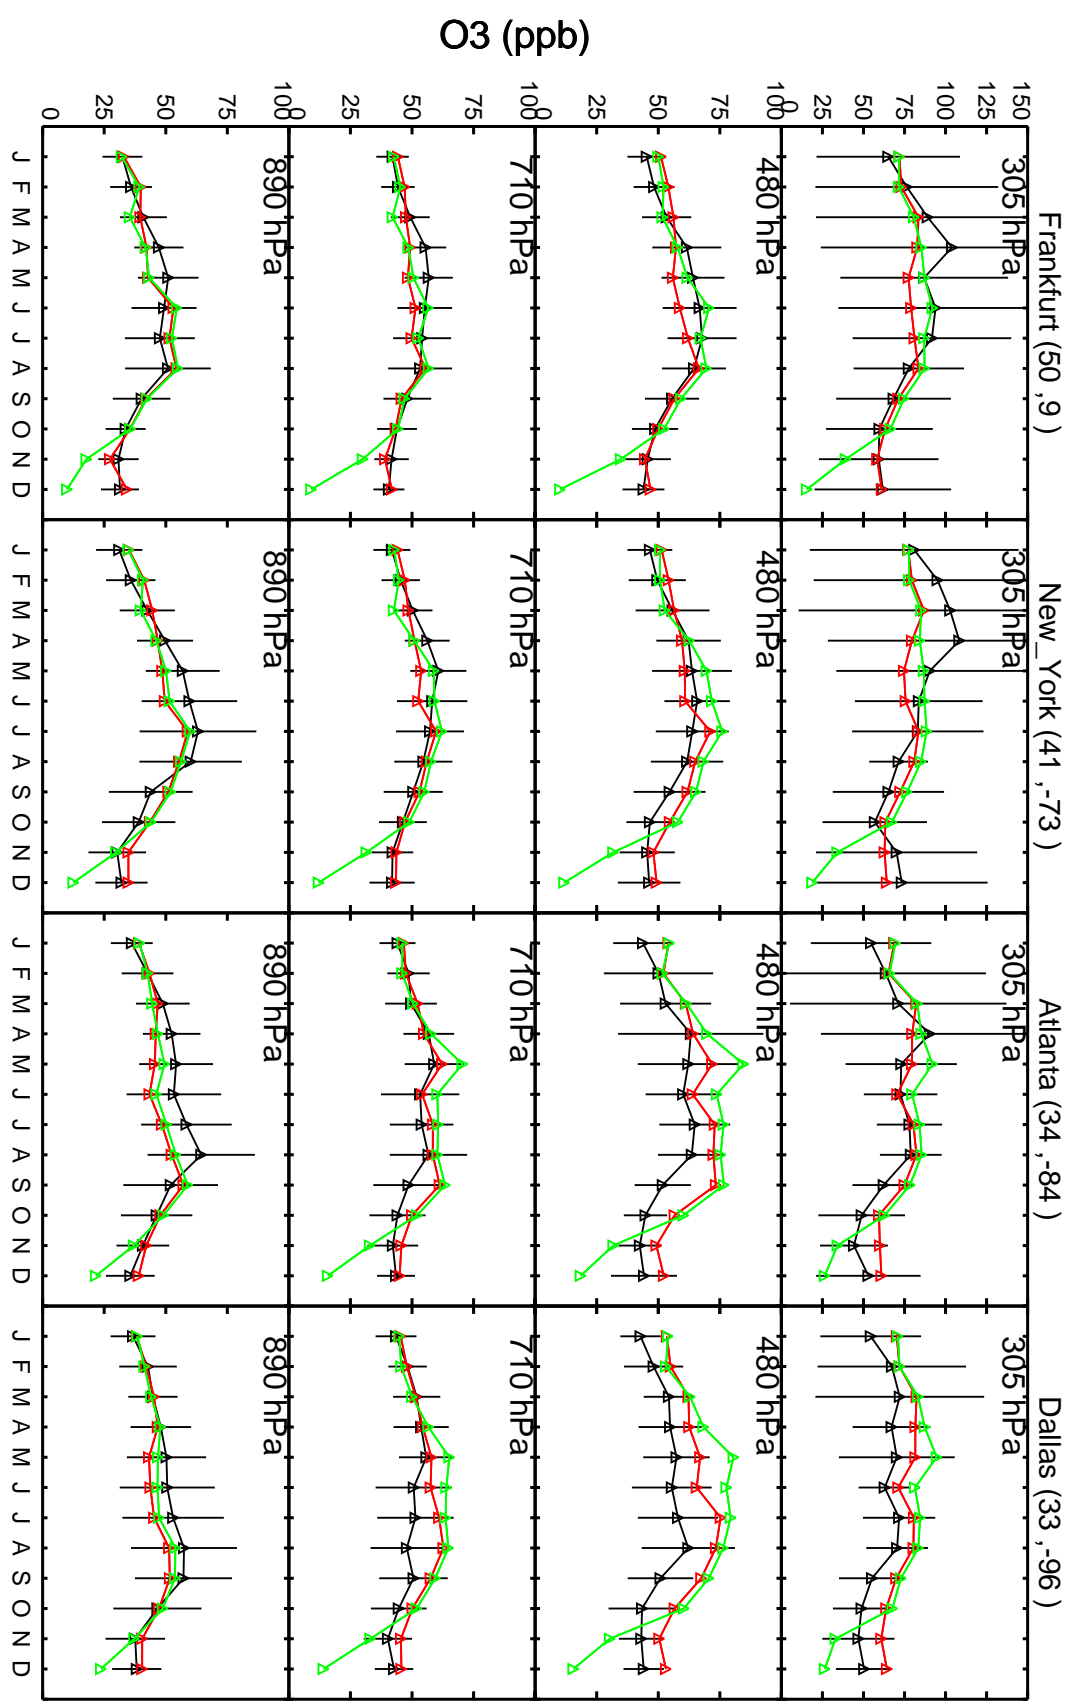 Frankfurt (50 ,9 )
New_York (41 ,-73 )
Atlanta (34 ,-84 )
Dallas (33 ,-96 )
O3 (ppb)
150
125
100
75
50
25
0
305 hPa
305 hPa
305 hPa
305 hPa
100
75
50
25
0
480 hPa
480 hPa
480 hPa
480 hPa
100
75
50
25
0
710 hPa
710 hPa
710 hPa
710 hPa
100
75
50
25
0
890 hPa
890 hPa
890 hPa
890 hPa
J F M A M J J A S O N D
J F M A M J J A S O N D
J F M A M J J A S O N D
J F M A M J J A S O N D